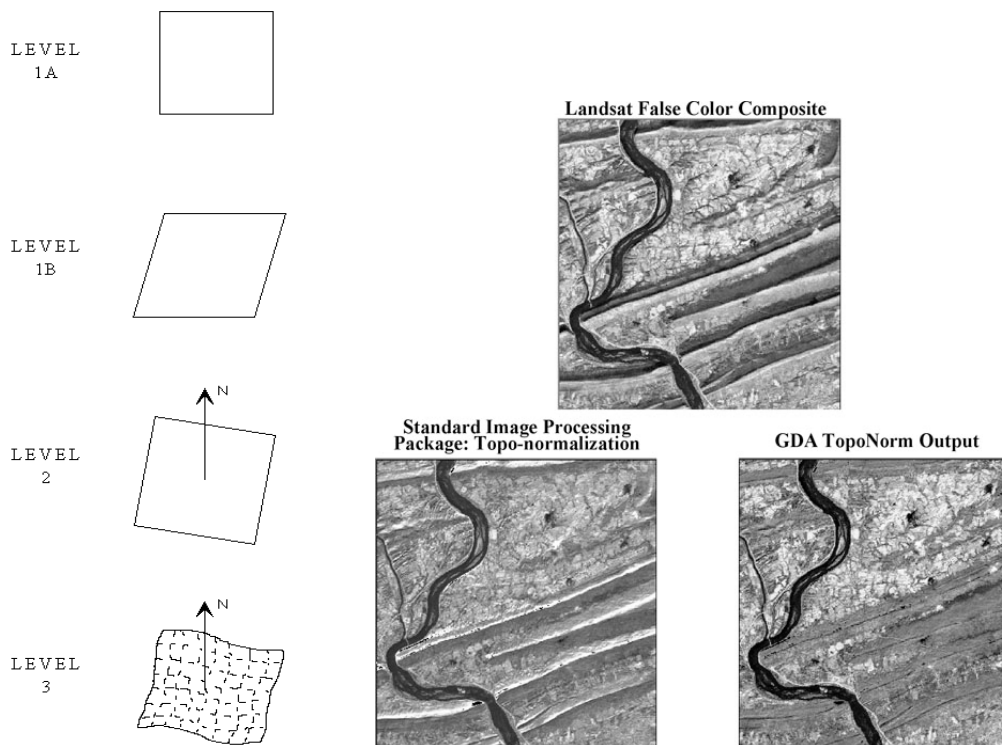 LEVEL
1A
LEVEL
1B
N
LEVEL
2
N
LEVEL
3
Landsat False Color Composite
Standard Image Processing
Package: Topo-normalization
GDA TopoNorm Output